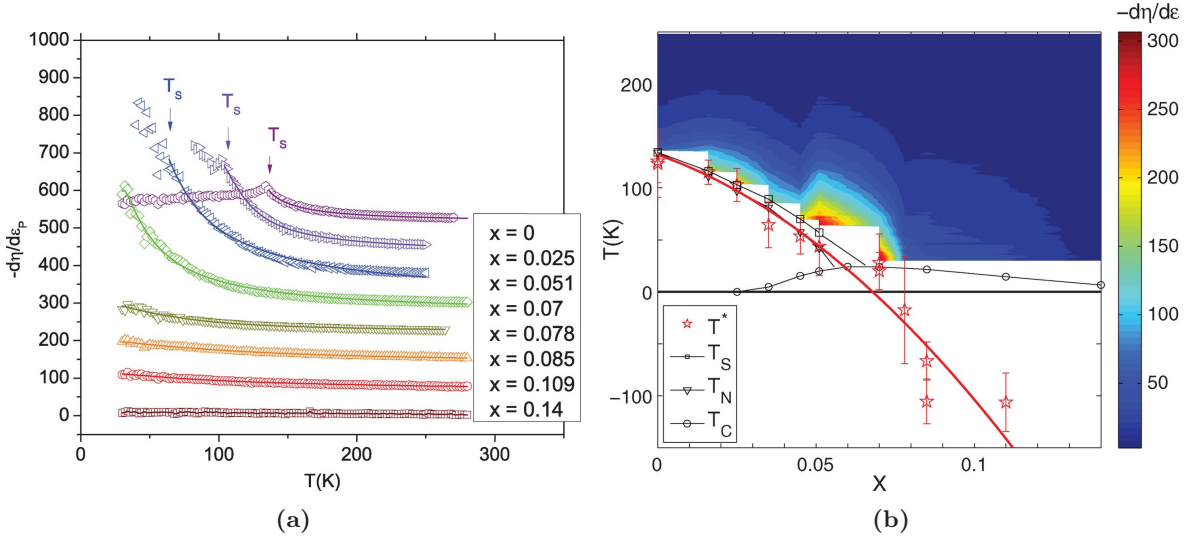 1000
900
800
700
600
500
400
300
200
100
0
-dη/dε_P
T_S
T_S
T_S
x = 0
x = 0.025
x = 0.051
x = 0.07
x = 0.078
x = 0.085
x = 0.109
x = 0.14
0 100 200 300
T(K)
(a)
200
100
0
−100
T(K)
T*
T_S
T_N
T_C
0 0.05 0.1
X
−dη/dε
300
250
200
150
100
50
(b)